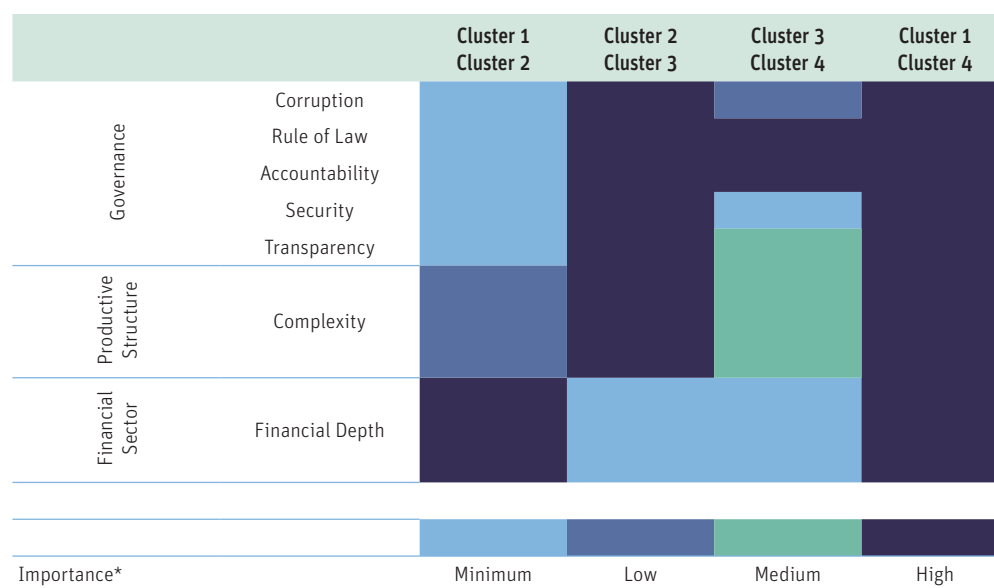 Cluster 1 Cluster 2 Cluster 3 Cluster 1
Cluster 2 Cluster 3 Cluster 4 Cluster 4
Governance
Corruption
Rule of Law
Accountability
Security
Transparency
Productive
Structure
Complexity
Financial
Sector
Financial Depth
Importance* Minimum Low Medium High